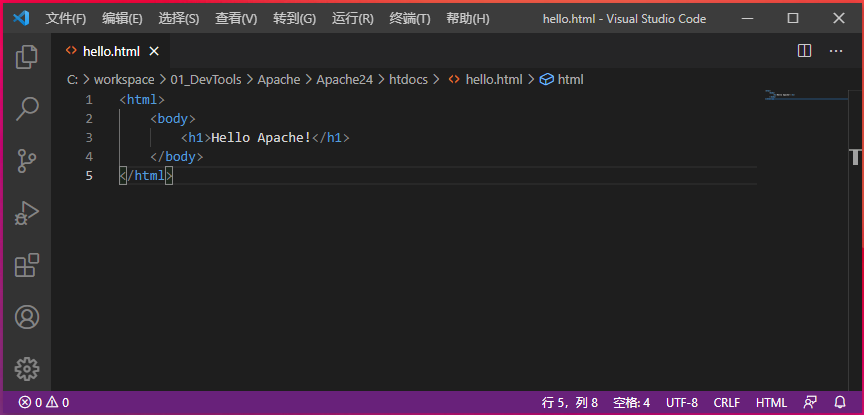 文件(F) 编辑(E) 选择(S) 查看(V) 转到(G) 运行(R) 终端(T) 帮助(H) hello.html - Visual Studio Code
hello.html
C: > workspace > 01_DevTools > Apache > Apache24 > htdocs > hello.html > html
1 <html>
2 <body>
3 <h1>Hello Apache!</h1>
4 </body>
5 </html>
0 0 行 5，列 8 空格: 4 UTF-8 CRLF HTML